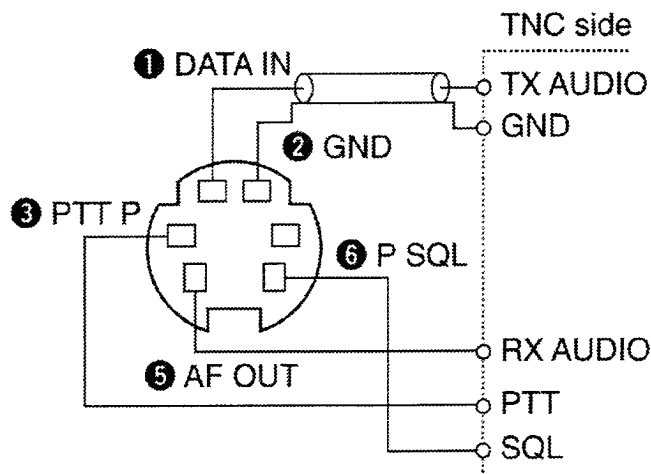 TNC side
❶ DATA IN
TX AUDIO
GND
❷ GND
❸ PTT P
❻ P SQL
RX AUDIO
❺ AF OUT
PTT
SQL